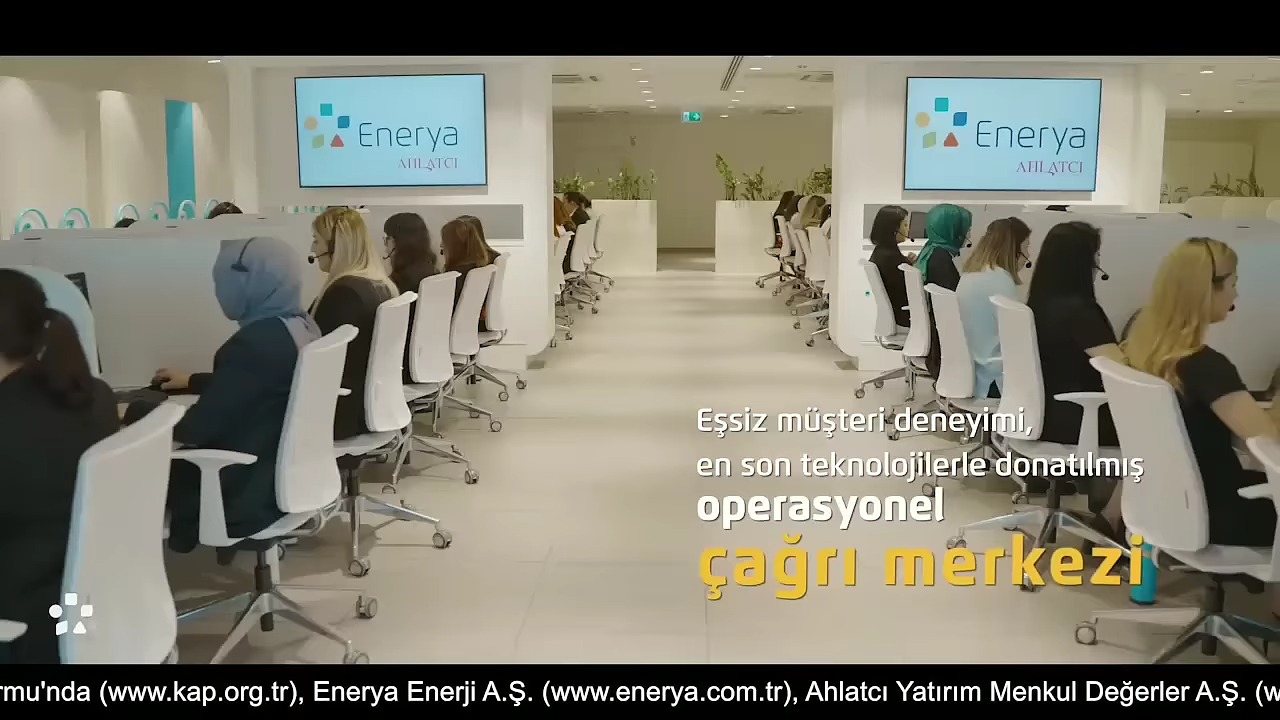 Enerya
AHLATCI
Enerya
AHLATCI
Eşsiz müşteri deneyimi,
en son teknolojilerle donatılmış
operasyonel
çağrı merkezi
rmu'nda (www.kap.org.tr), Enerya Enerji A.Ş. (www.enerya.com.tr), Ahlatcı Yatırım Menkul Değerler A.Ş. (w